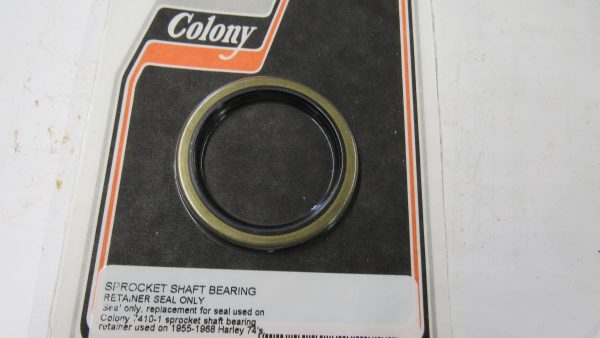 Colony
SPROCKET SHAFT BEARING
RETAINER SEAL ONLY
Seal only, replacement for seal used on
Colony 7410-1 sprocket shaft bearing
retainer used on 1955-1968 Harley 74's